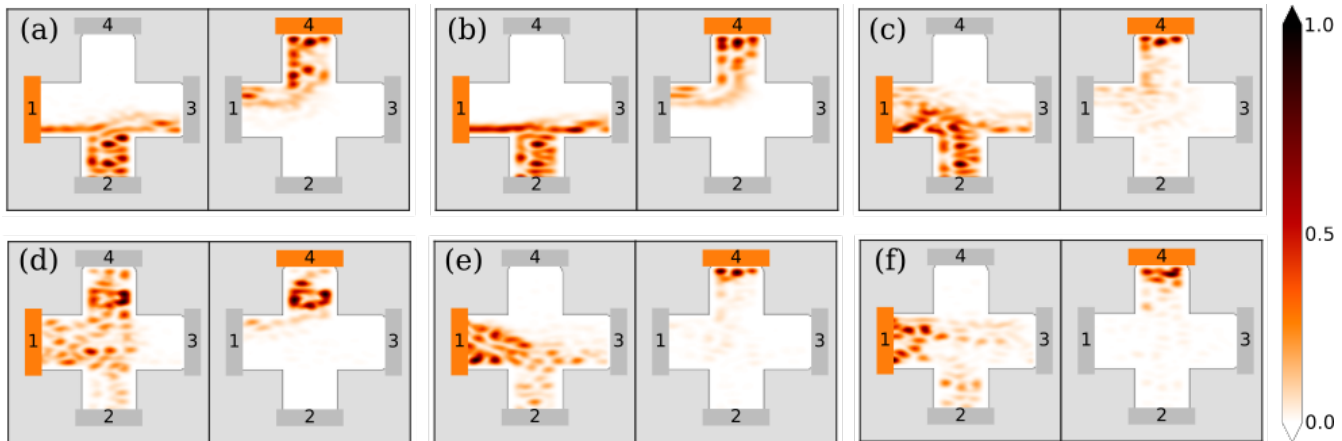 (a) 4 4 (b) 4 4 (c) 4 4 1.0
1 3 1 3 1 3 1 3 1 3 1 3
2 2 2 2 2 2
0.5
(d) 4 4 (e) 4 4 (f) 4 4
1 3 1 3 1 3 1 3 1 3 1 3
2 2 2 2 2 2 0.0